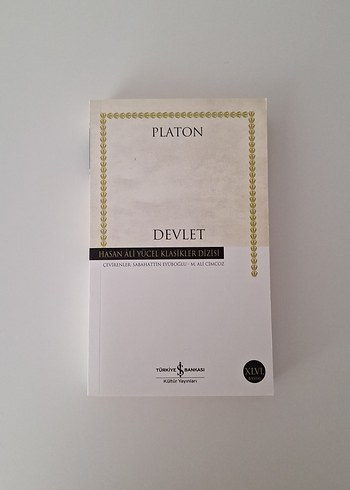 PLATON
DEVLET
HASAN ÂLİ YÜCEL KLASİKLER DİZİSİ
ÇEVİRENLER: SABAHATTİN EYÜBOĞLU - M. ALİ CİMCOZ
TÜRKİYE İŞ BANKASI
Kültür Yayınları
XLVI